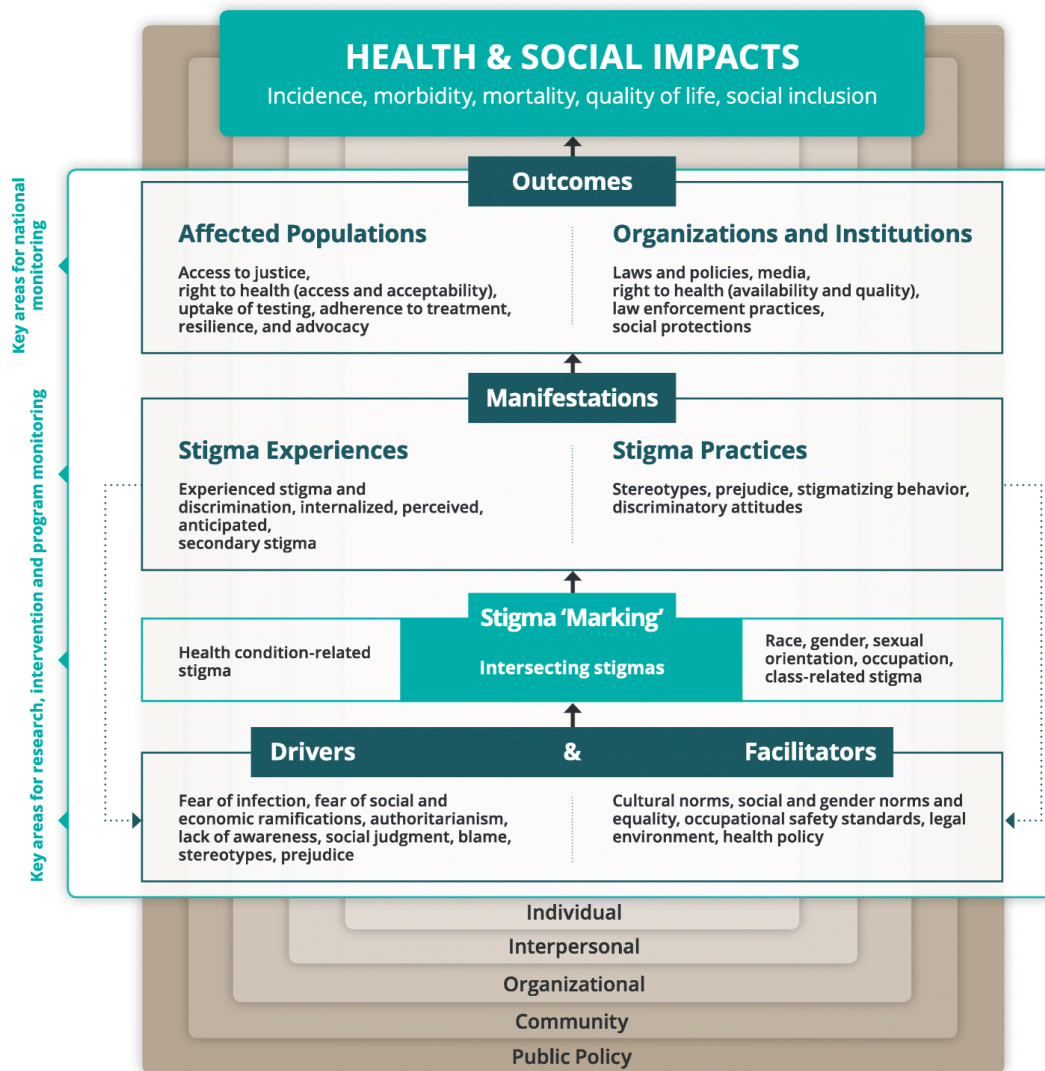 HEALTH & SOCIAL IMPACTS
Incidence, morbidity, mortality, quality of life, social inclusion
Key areas for national
monitoring
Outcomes
Affected Populations
Access to justice,
right to health (access and acceptability),
uptake of testing, adherence to treatment,
resilience, and advocacy
Organizations and Institutions
Laws and policies, media,
right to health (availability and quality),
law enforcement practices,
social protections
Key areas for research, intervention and program monitoring
Manifestations
Stigma Experiences
Experienced stigma and
discrimination, internalized, perceived,
anticipated,
secondary stigma
Stigma Practices
Stereotypes, prejudice, stigmatizing behavior,
discriminatory attitudes
Stigma ‘Marking’
Health condition-related
stigma
Intersecting stigmas
Race, gender, sexual
orientation, occupation,
class-related stigma
Drivers & Facilitators
Fear of infection, fear of social and
economic ramifications, authoritarianism,
lack of awareness, social judgment, blame,
stereotypes, prejudice
Cultural norms, social and gender norms and
equality, occupational safety standards, legal
environment, health policy
Individual
Interpersonal
Organizational
Community
Public Policy